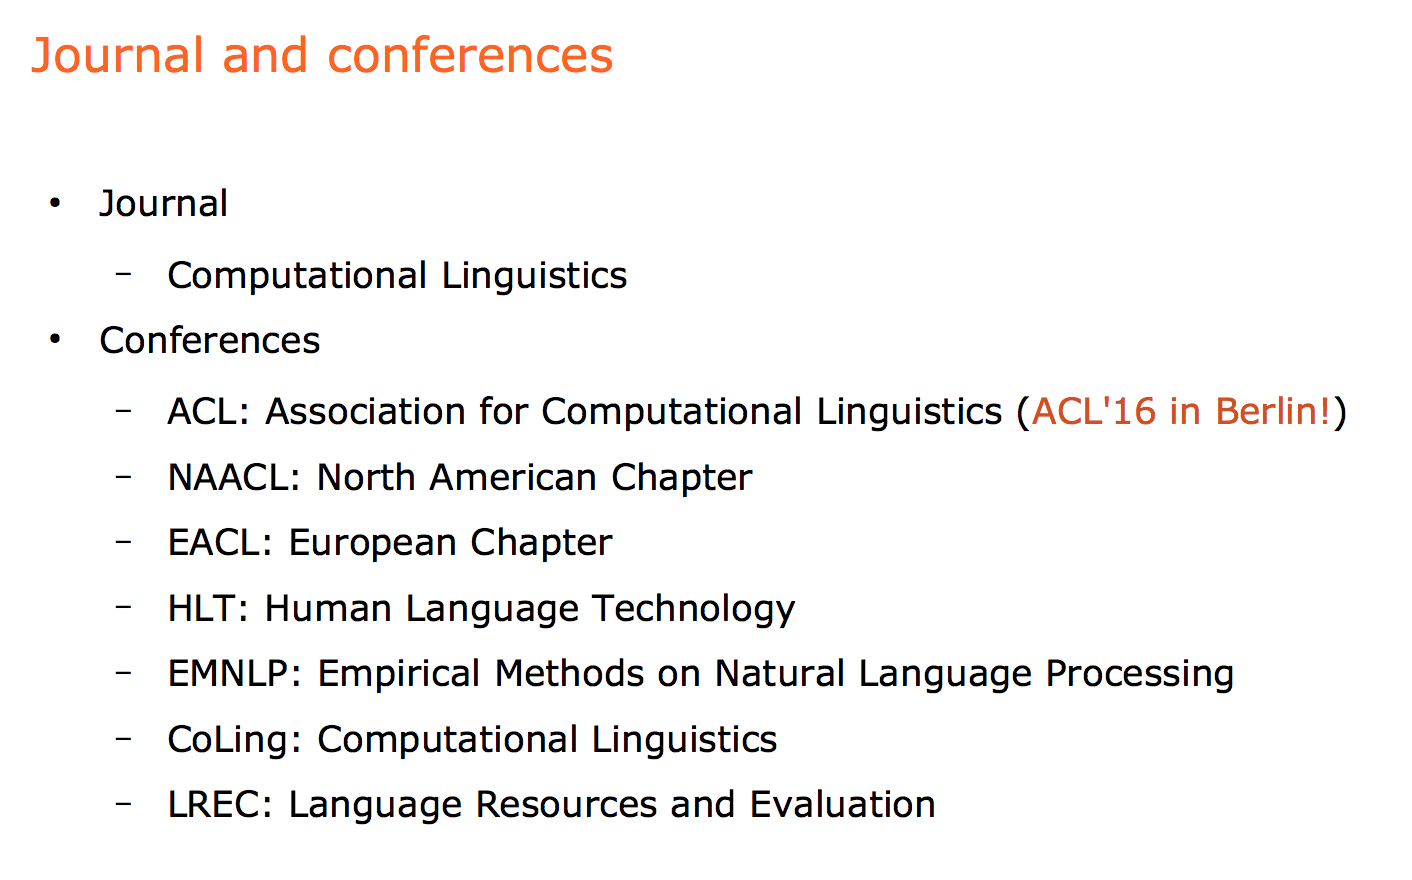 Journal and conferences
• Journal
– Computational Linguistics
• Conferences
– ACL: Association for Computational Linguistics (ACL'16 in Berlin!)
– NAACL: North American Chapter
– EACL: European Chapter
– HLT: Human Language Technology
– EMNLP: Empirical Methods on Natural Language Processing
– CoLing: Computational Linguistics
– LREC: Language Resources and Evaluation